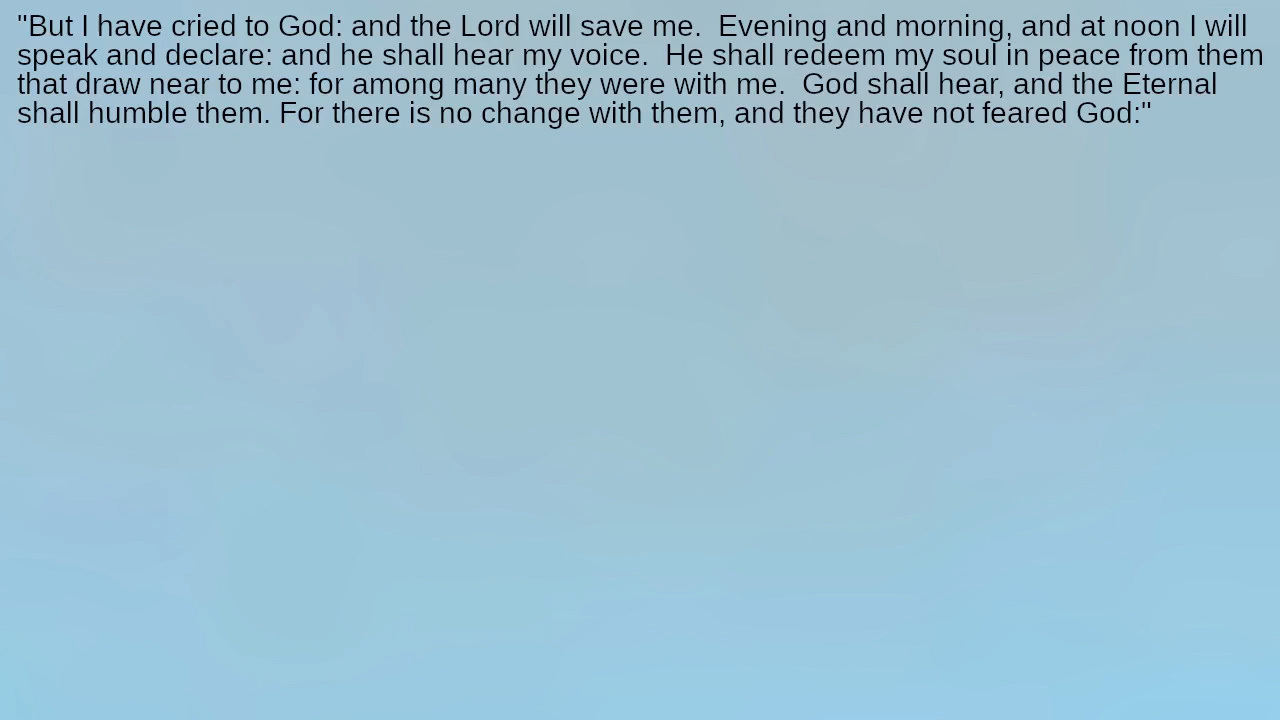 "But I have cried to God: and the Lord will save me.  Evening and morning, and at noon I will
speak and declare: and he shall hear my voice.  He shall redeem my soul in peace from them
that draw near to me: for among many they were with me.  God shall hear, and the Eternal
shall humble them. For there is no change with them, and they have not feared God:"